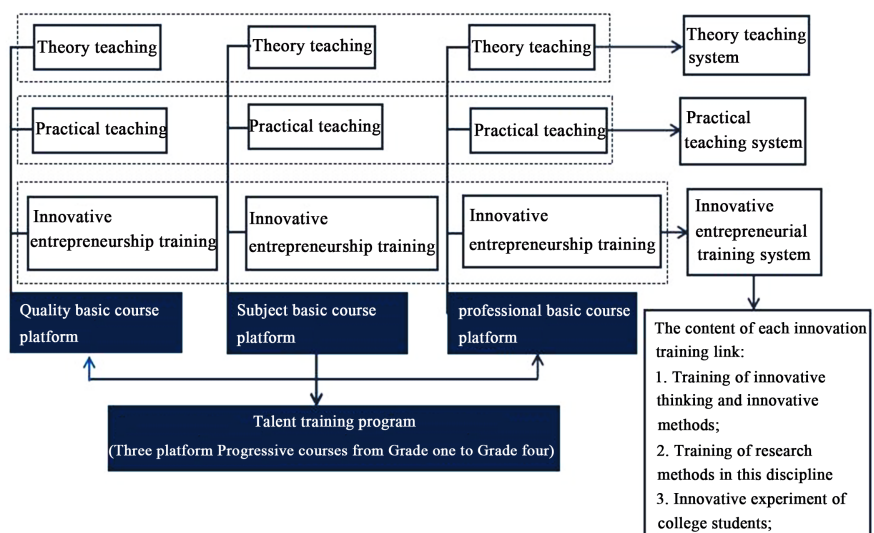 Theory teaching
Theory teaching
Theory teaching
Theory teaching
system
Practical teaching
Practical teaching
Practical teaching
Practical
teaching system
Innovative
entrepreneurship training
Innovative
entrepreneurship training
Innovative
entrepreneurship training
Innovative
entrepreneurial
training system
Quality basic course
platform
Subject basic course
platform
professional basic course
platform
Talent training program
(Three platform Progressive courses from Grade one to Grade four)
The content of each innovation
training link:
1. Training of innovative
thinking and innovative
methods;
2. Training of research
methods in this discipline
3. Innovative experiment of
college students;